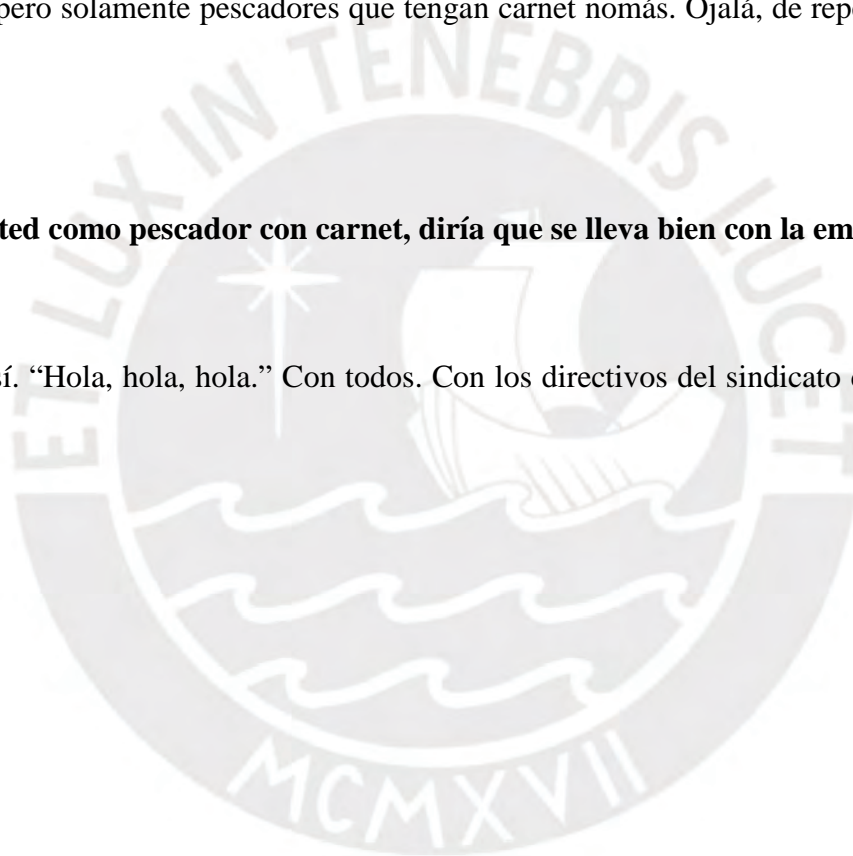 pero solamente pescadores que tengan carnet nomás. Ojalá, de
ted como pescador con carnet, diría que se lleva bien con la
sí. “Hola, hola, hola.” Con todos. Con los directivos del sindicato
ET LUX IN TENEBRIS LUCET
MCMXVII